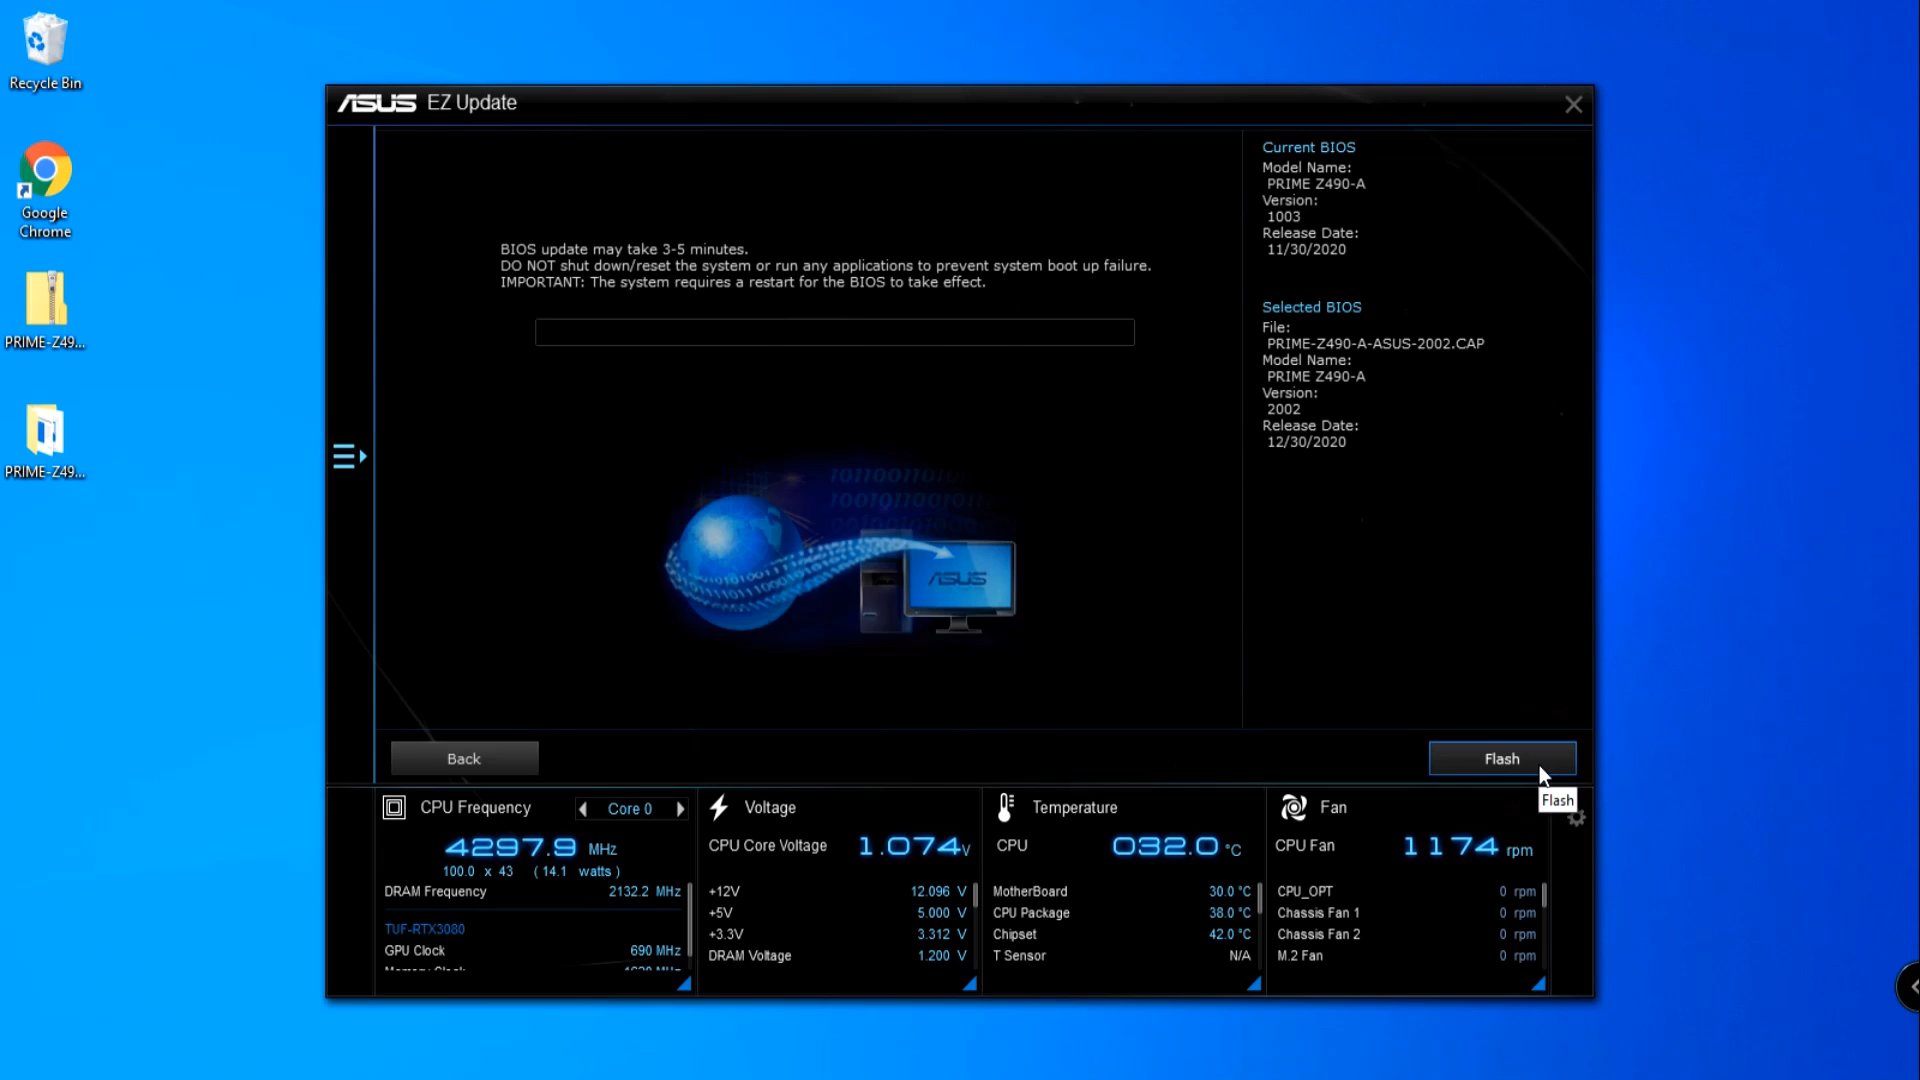 Recycle Bin
Google
Chrome
PRIME-Z49...
PRIME-Z49...
ASUS EZ Update
BIOS update may take 3-5 minutes.
DO NOT shut down/reset the system or run any applications to prevent system boot up failure.
IMPORTANT: The system requires a restart for the BIOS to take effect.
Current BIOS
Model Name:
PRIME Z490-A
Version:
1003
Release Date:
11/30/2020
Selected BIOS
File:
PRIME-Z490-A-ASUS-2002.CAP
Model Name:
PRIME Z490-A
Version:
2002
Release Date:
12/30/2020
ASUS
Back
Flash
Flash
CPU Frequency
Core 0
4297.9 MHz
100.0 x 43 ( 14.1 watts )
DRAM Frequency 2132.2 MHz
TUF-RTX3080
GPU Clock 690 MHz
Voltage
CPU Core Voltage 1.074 V
+12V 12.096 V
+5V 5.000 V
+3.3V 3.312 V
DRAM Voltage 1.200 V
Temperature
CPU 032.0 °C
MotherBoard 30.0 °C
CPU Package 38.0 °C
Chipset 42.0 °C
T Sensor N/A
Fan
CPU Fan 1174 rpm
CPU_OPT 0 rpm
Chassis Fan 1 0 rpm
Chassis Fan 2 0 rpm
M.2 Fan 0 rpm